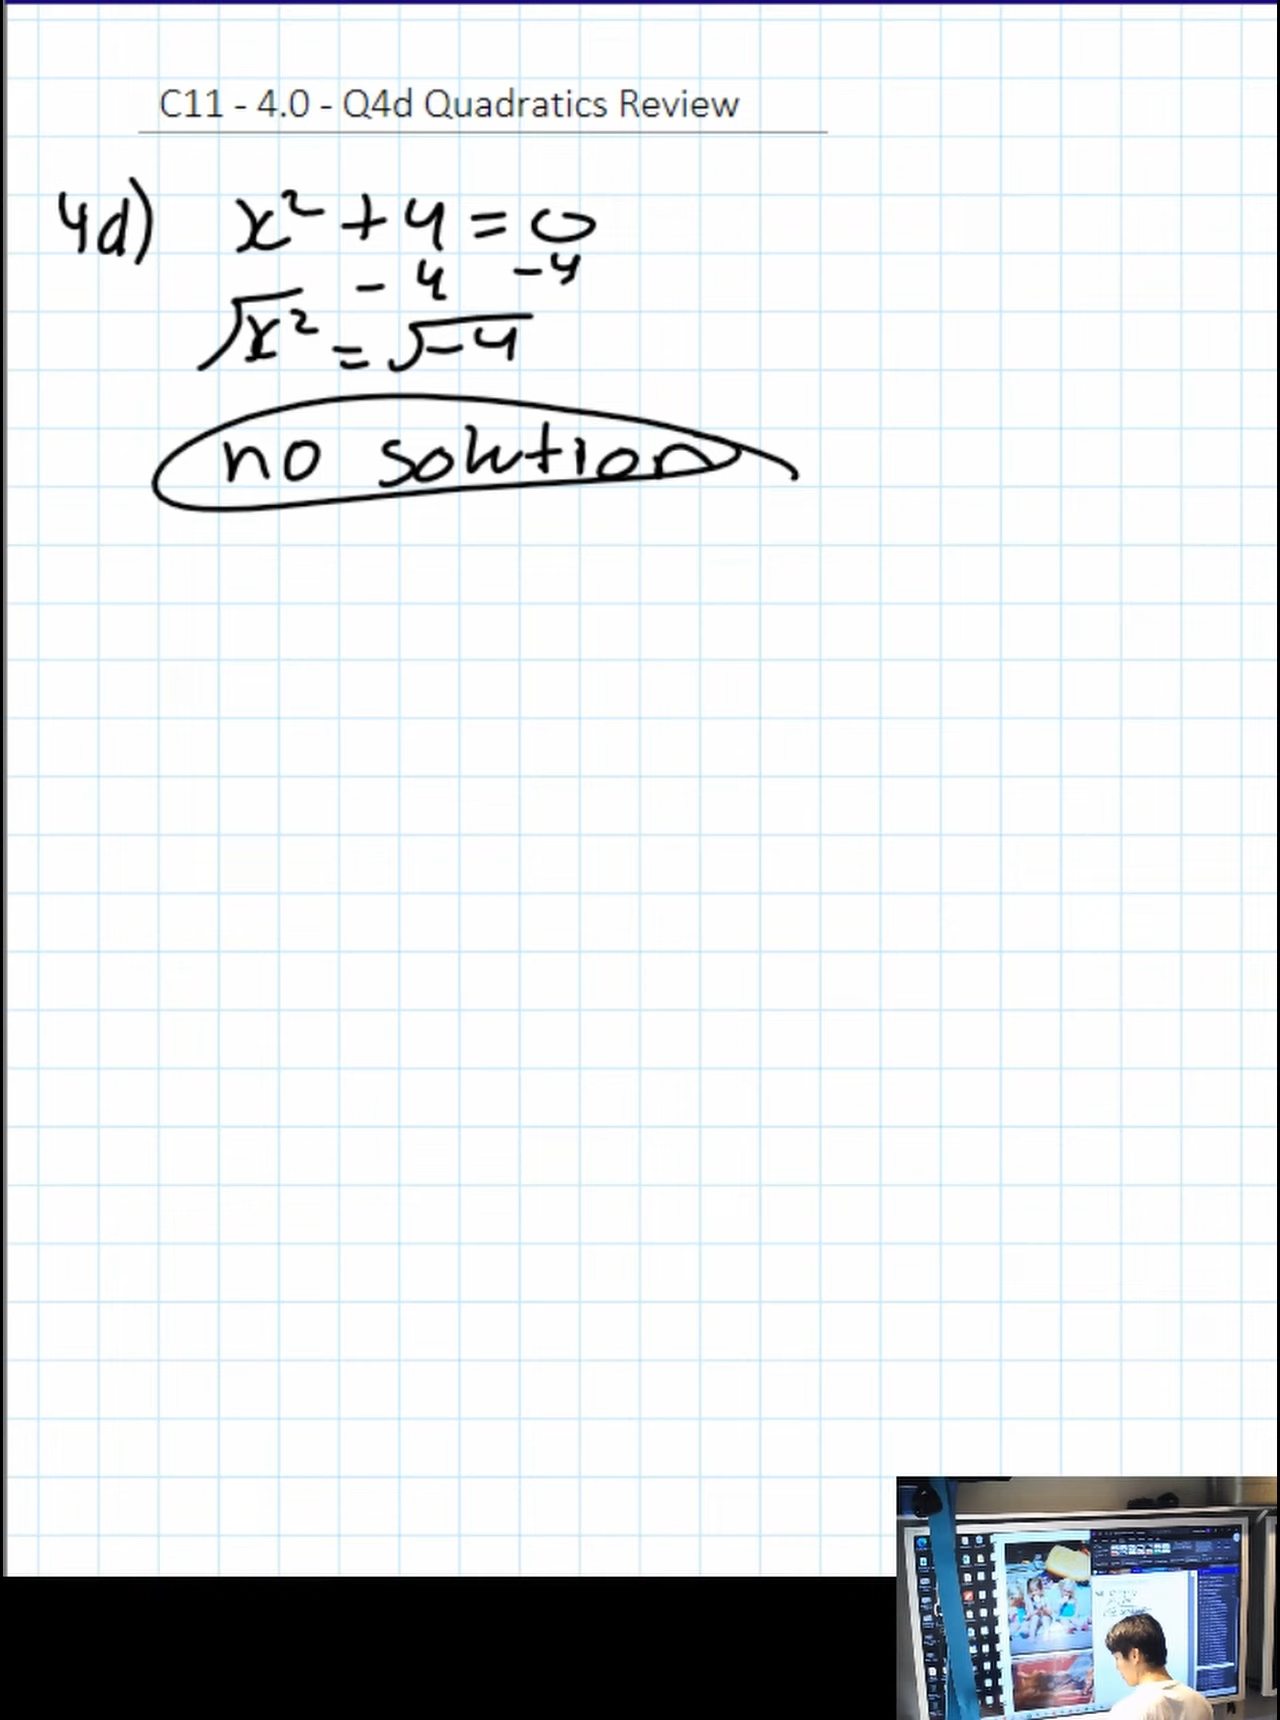 C11 - 4.0 - Q4d Quadratics Review
4d) x² + 4 = 0
- 4 -4
√x² = √-4
no solution